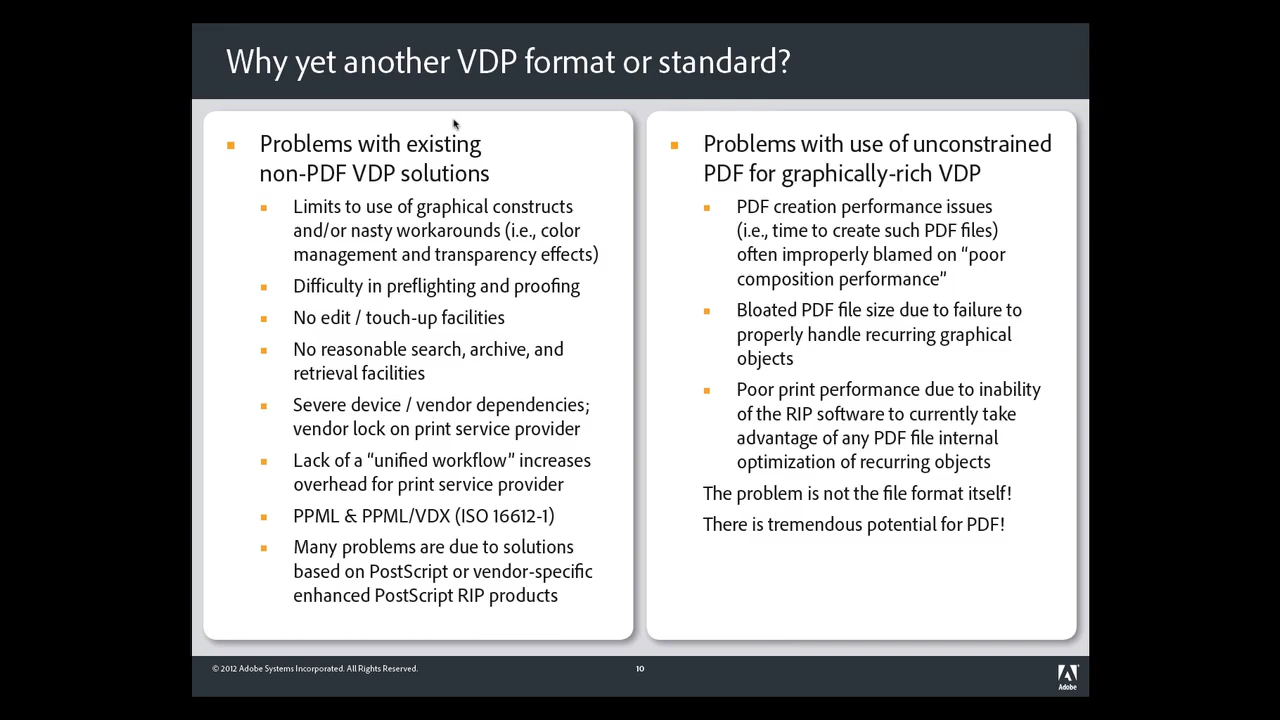 Why yet another VDP format or standard?
Problems with existing
non-PDF VDP solutions
Limits to use of graphical constructs
and/or nasty workarounds (i.e., color
management and transparency effects)
Difficulty in preflighting and proofing
No edit / touch-up facilities
No reasonable search, archive, and
retrieval facilities
Severe device / vendor dependencies;
vendor lock on print service provider
Lack of a “unified workflow” increases
overhead for print service provider
PPML & PPML/VDX (ISO 16612-1)
Many problems are due to solutions
based on PostScript or vendor-specific
enhanced PostScript RIP products
Problems with use of unconstrained
PDF for graphically-rich VDP
PDF creation performance issues
(i.e., time to create such PDF files)
often improperly blamed on “poor
composition performance”
Bloated PDF file size due to failure to
properly handle recurring graphical
objects
Poor print performance due to inability
of the RIP software to currently take
advantage of any PDF file internal
optimization of recurring objects
The problem is not the file format itself!
There is tremendous potential for PDF!
© 2012 Adobe Systems Incorporated. All Rights Reserved.
10
Adobe